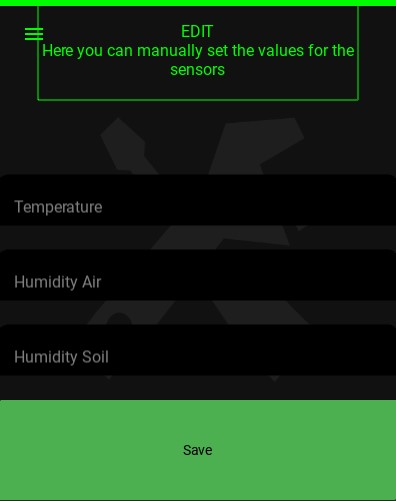 EDIT
Here you can manually set the values for the
sensors
Temperature
Humidity Air
Humidity Soil
Save